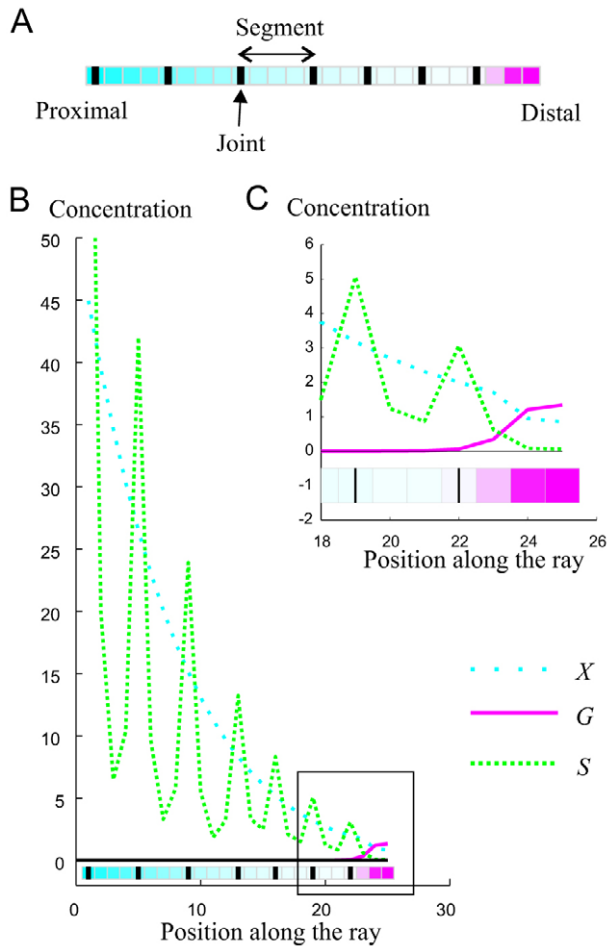 A
Segment
Proximal
Distal
Joint
B
Concentration
50
45
40
35
30
25
20
15
10
5
0
0
10
20
30
Position along the ray
C
Concentration
6
5
4
3
2
1
0
-1
-2
18
20
22
24
26
Position along the ray
X
G
S